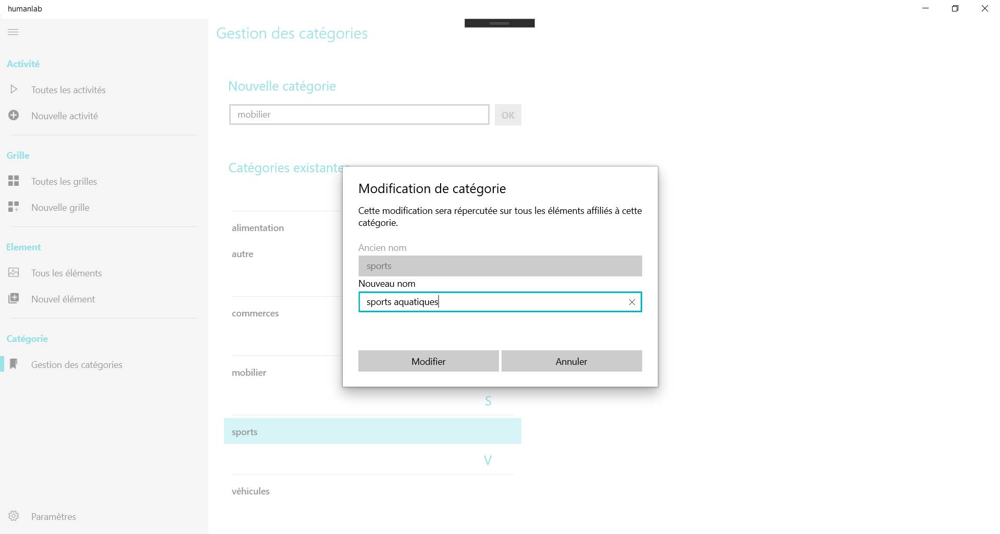 humanlab
Gestion des catégories
Activité
Toutes les activités
Nouvelle activité
Grille
Toutes les grilles
Nouvelle grille
Element
Tous les éléments
Nouvel élément
Catégorie
Gestion des catégories
Paramètres
Nouvelle catégorie
mobilier
OK
Catégories existantes
alimentation
autre
commerces
mobilier
S
sports
V
véhicules
Modification de catégorie
Cette modification sera répercutée sur tous les éléments affiliés à cette
catégorie.
Ancien nom
sports
Nouveau nom
sports aquatiques
Modifier
Annuler